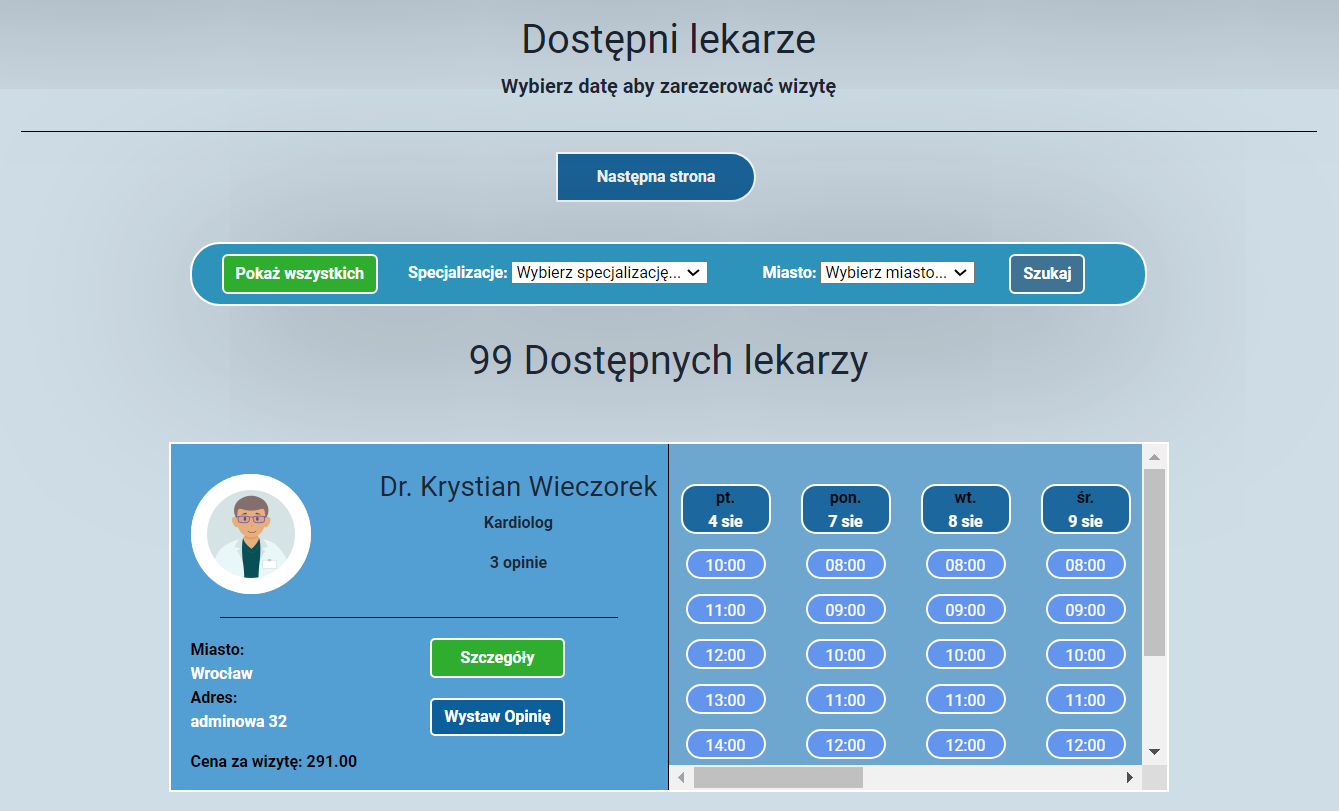 Dostępni lekarze
Wybierz datę aby zarezerować wizytę
Następna strona
Pokaż wszystkich Specjalizacje: Wybierz specjalizację... Miasto: Wybierz miasto... Szukaj
99 Dostępnych lekarzy
Dr. Krystian Wieczorek
Kardiolog
3 opinie
Miasto:
Wrocław
Adres:
adminowa 32
Cena za wizytę: 291.00
Szczegóły
Wystaw Opinię
pt. pon. wt. śr.
4 sie 7 sie 8 sie 9 sie
10:00 08:00 08:00 08:00
11:00 09:00 09:00 09:00
12:00 10:00 10:00 10:00
13:00 11:00 11:00 11:00
14:00 12:00 12:00 12:00